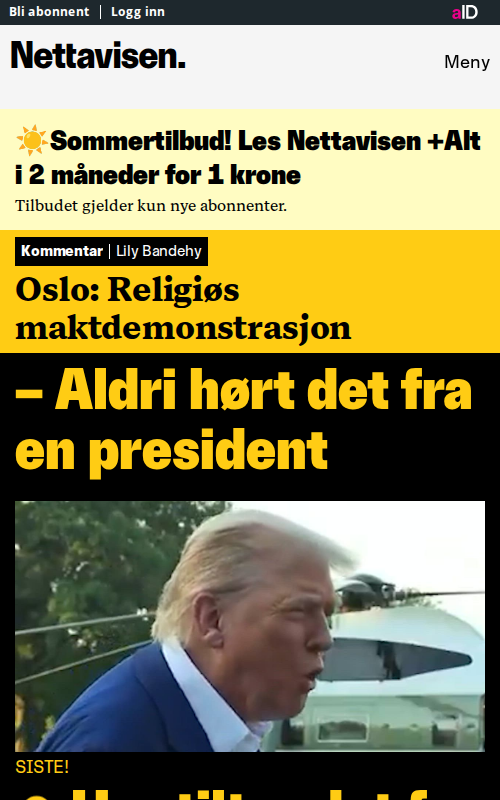 Bli abonnent | Logg inn
aID
Nettavisen.
Meny
☀️Sommertilbud! Les Nettavisen +Alt
i 2 måneder for 1 krone
Tilbudet gjelder kun nye abonnenter.
Kommentar | Lily Bandehy
Oslo: Religiøs
maktdemonstrasjon
– Aldri hørt det fra
en president
SISTE!